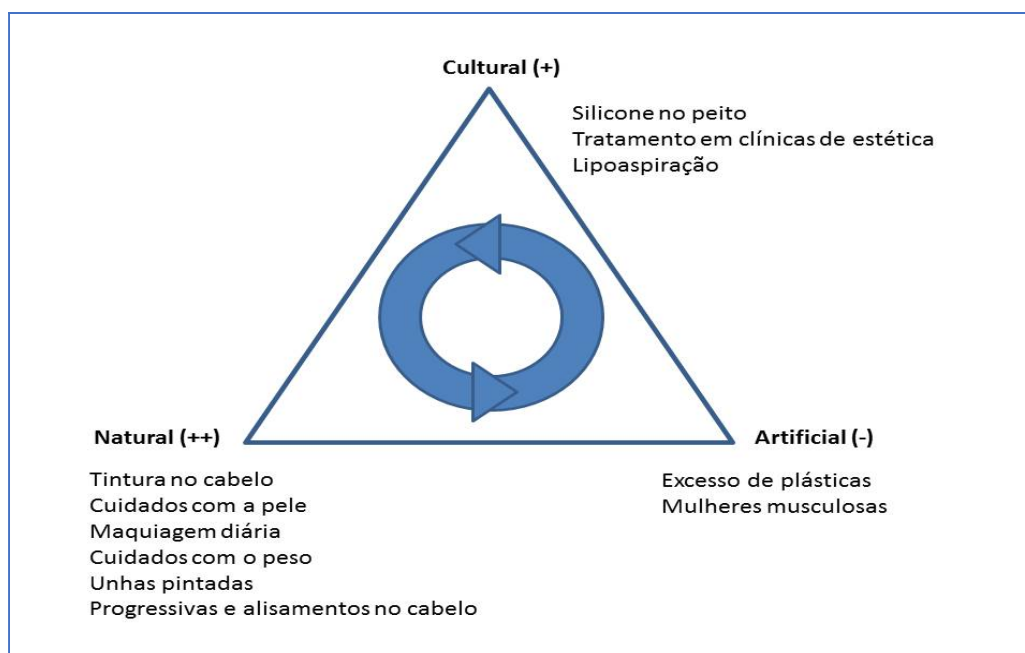 Cultural (+)
Silicone no peito
Tratamento em clínicas de estética
Lipoaspiração
Natural (++)
Tintura no cabelo
Cuidados com a pele
Maquiagem diária
Cuidados com o peso
Unhas pintadas
Progressivas e alisamentos no cabelo
Artificial (-)
Excesso de plásticas
Mulheres musculosas